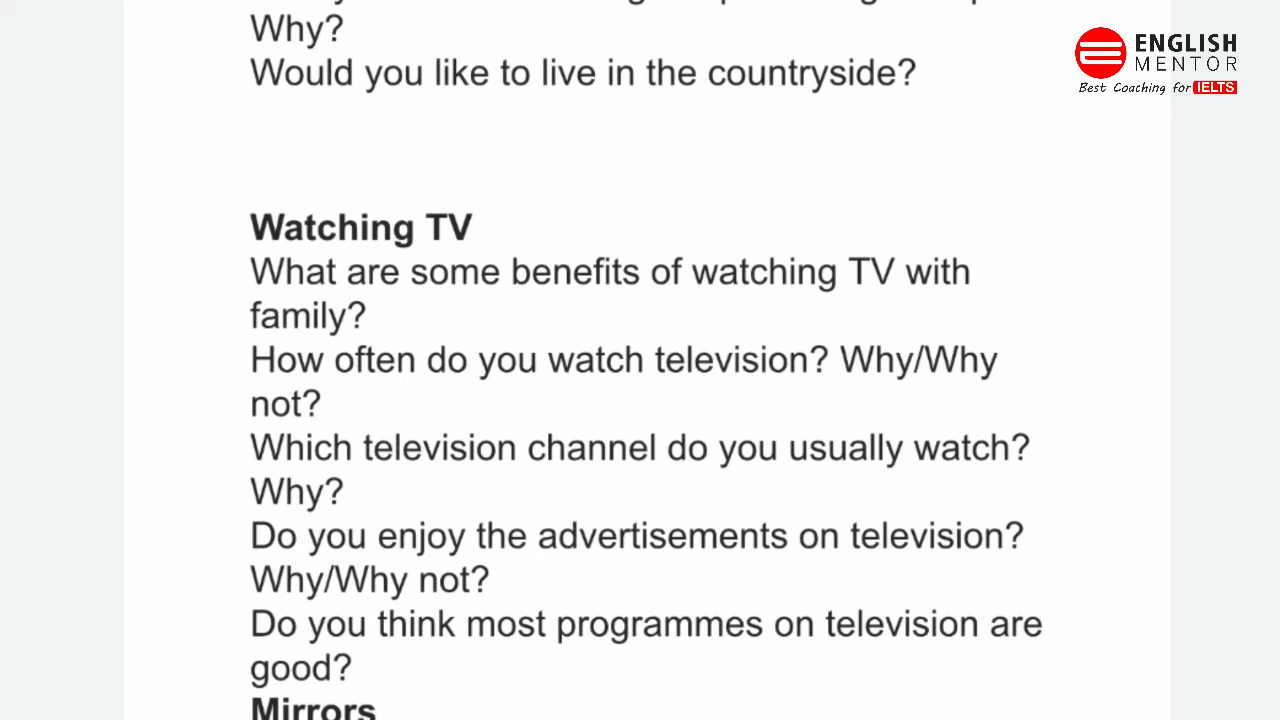 Why?
Would you like to live in the countryside?
ENGLISH
MENTOR
Best Coaching for IELTS
Watching TV
What are some benefits of watching TV with
family?
How often do you watch television? Why/Why
not?
Which television channel do you usually watch?
Why?
Do you enjoy the advertisements on television?
Why/Why not?
Do you think most programmes on television are
good?
Mirrors